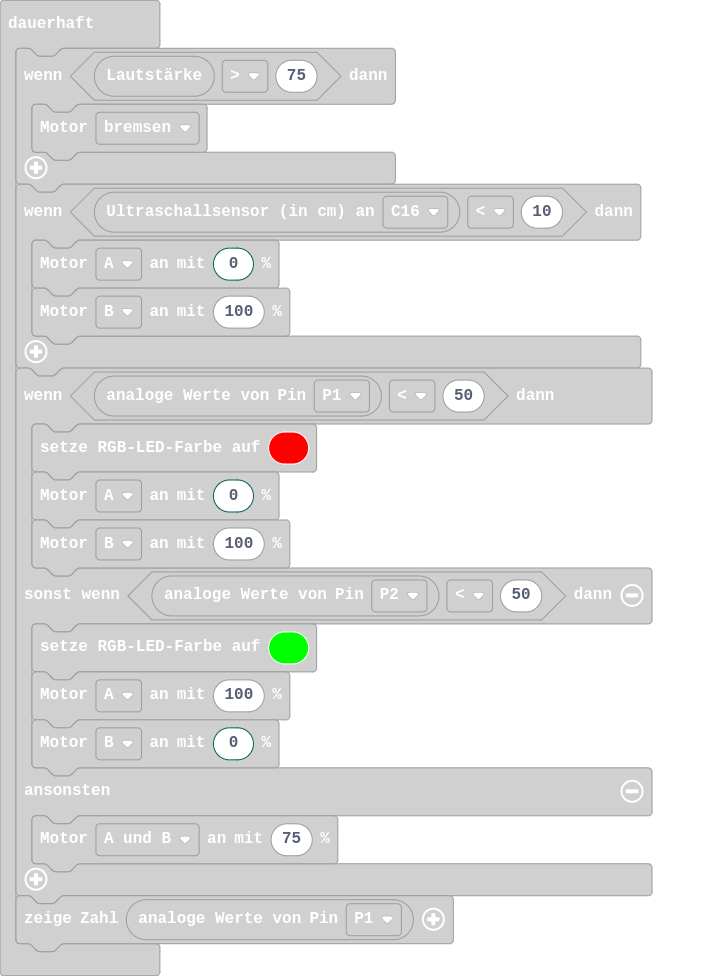 dauerhaft
wenn Lautstärke > 75 dann
Motor bremsen
wenn Ultraschallsensor (in cm) an C16 < 10 dann
Motor A an mit 0 %
Motor B an mit 100 %
wenn analoge Werte von Pin P1 < 50 dann
setze RGB-LED-Farbe auf
Motor A an mit 0 %
Motor B an mit 100 %
sonst wenn analoge Werte von Pin P2 < 50 dann
setze RGB-LED-Farbe auf
Motor A an mit 100 %
Motor B an mit 0 %
ansonsten
Motor A und B an mit 75 %
zeige Zahl analoge Werte von Pin P1